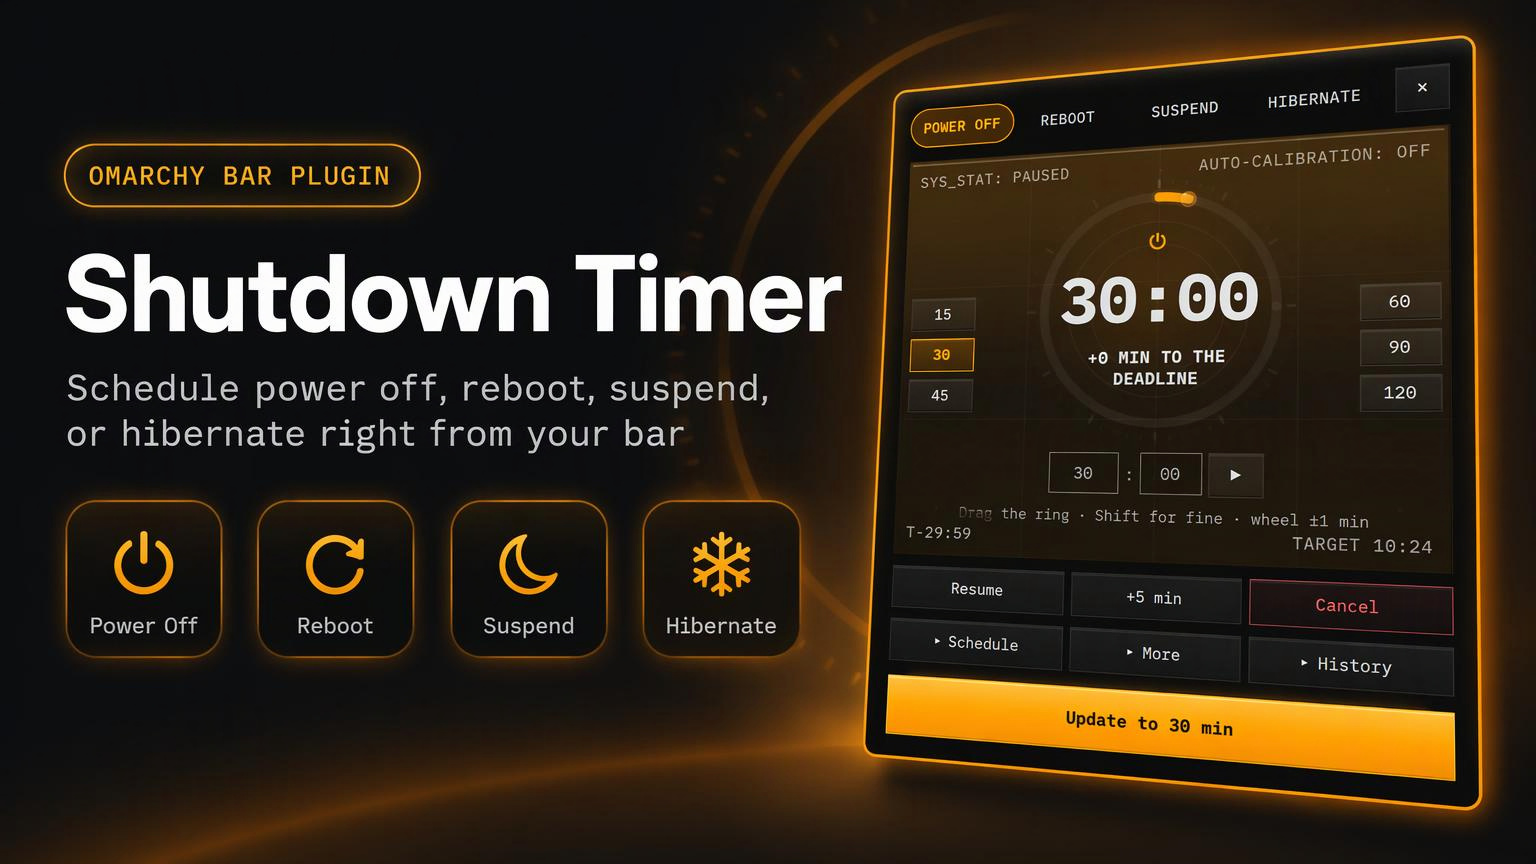 OMARCHY BAR PLUGIN
Shutdown Timer
Schedule power off, reboot, suspend,
or hibernate right from your bar
Power Off
Reboot
Suspend
Hibernate
POWER OFF
REBOOT
SUSPEND
HIBERNATE
×
SYS_STAT: PAUSED
AUTO-CALIBRATION: OFF
30:00
+0 MIN TO THE
DEADLINE
15
30
45
60
90
120
30 : 00
Drag the ring · Shift for fine · wheel ±1 min
T-29:59
TARGET 10:24
Resume
+5 min
Cancel
▸ Schedule
▸ More
▸ History
Update to 30 min